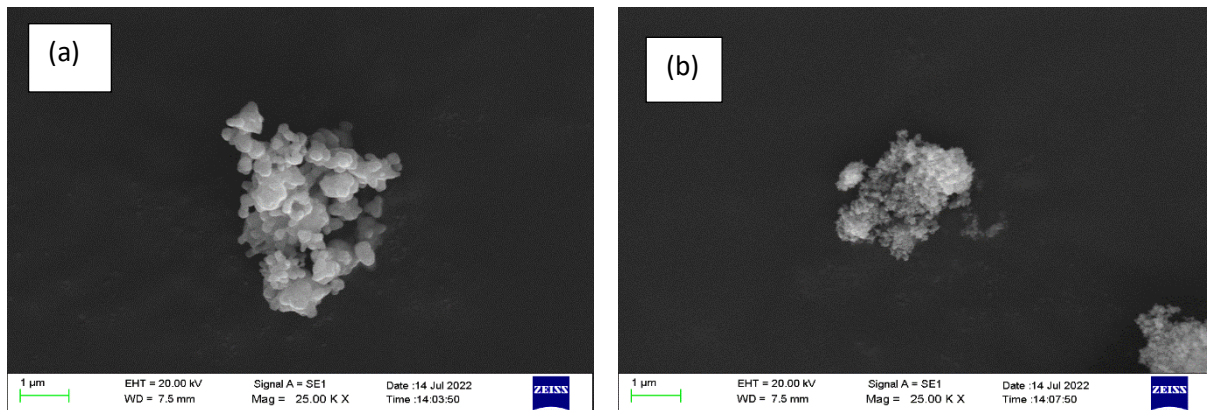 (a)
1 µm
EHT = 20.00 kV
WD = 7.5 mm
Signal A = SE1
Mag = 25.00 K X
Date :14 Jul 2022
Time :14:03:50
ZEISS
(b)
1 µm
EHT = 20.00 kV
WD = 7.5 mm
Signal A = SE1
Mag = 25.00 K X
Date :14 Jul 2022
Time :14:07:50
ZEISS